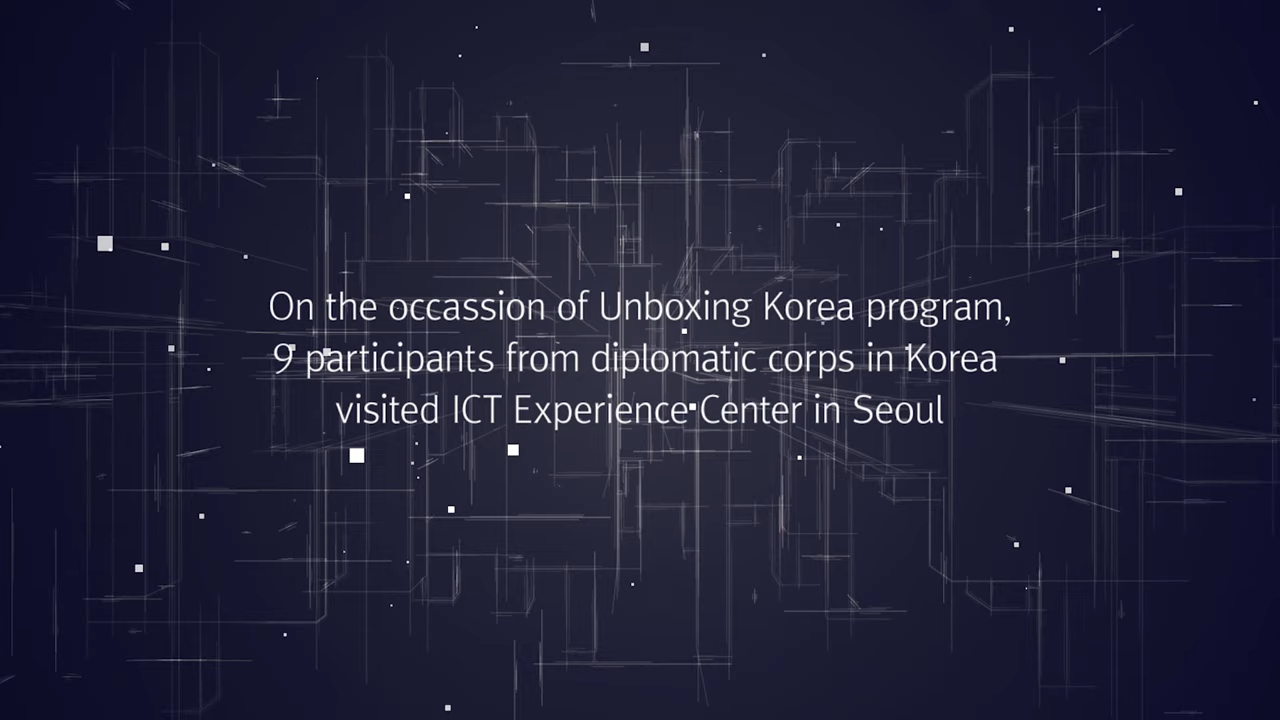 On the occassion of Unboxing Korea program,
9 participants from diplomatic corps in Korea
visited ICT Experience Center in Seoul